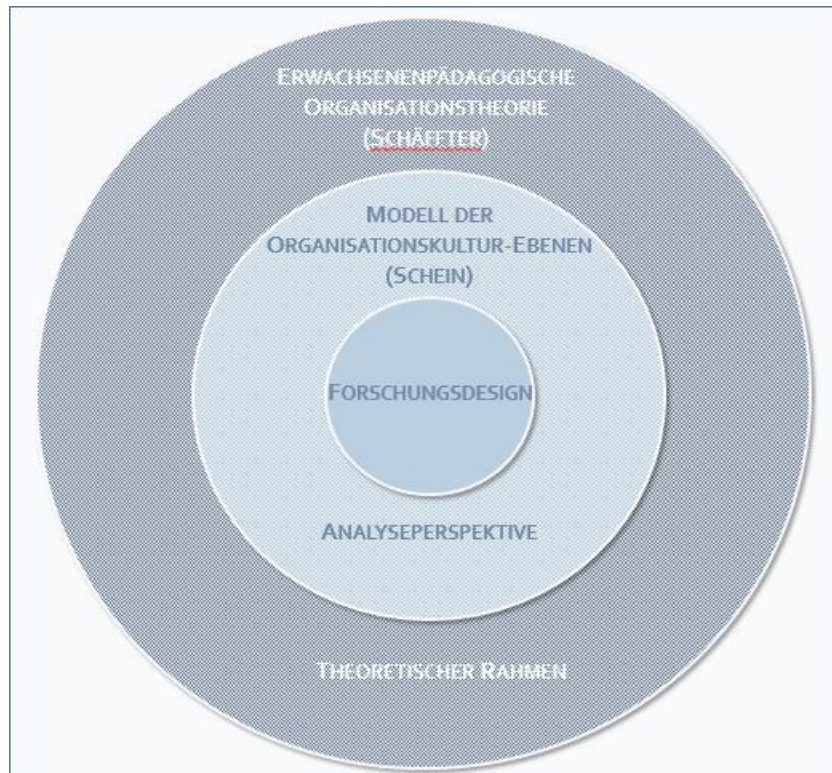 ERWACHSENENPÄDAGOGISCHE
ORGANISATIONSTHEORIE
(SCHÄFFTER)
MODELL DER
ORGANISATIONSKULTUR-EBENEN
(SCHEIN)
FORSCHUNGSDESIGN
ANALYSEPERSPEKTIVE
THEORETISCHER RAHMEN